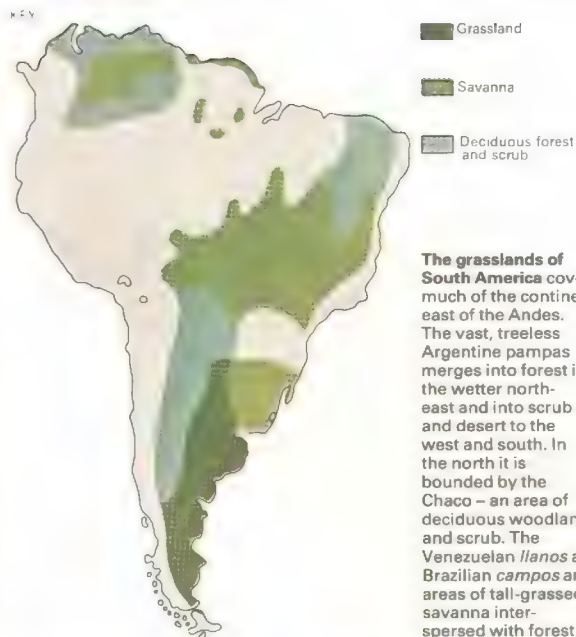 KEY
Grassland
Savanna
Deciduous forest
and scrub
The grasslands of
South America cov
much of the contine
east of the Andes.
The vast, treeless
Argentine pampas
merges into forest i
the wetter north-
east and into scrub
and desert to the
west and south. In
the north it is
bounded by the
Chaco – an area of
deciduous woodlan
and scrub. The
Venezuelan llanos a
Brazilian campos ar
areas of tall-grassed
savanna inter-
spersed with forest